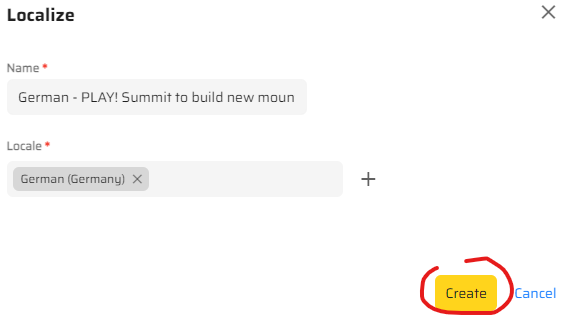 Localize
Name *
German - PLAY! Summit to build new moun
Locale *
German (Germany)
Create
Cancel